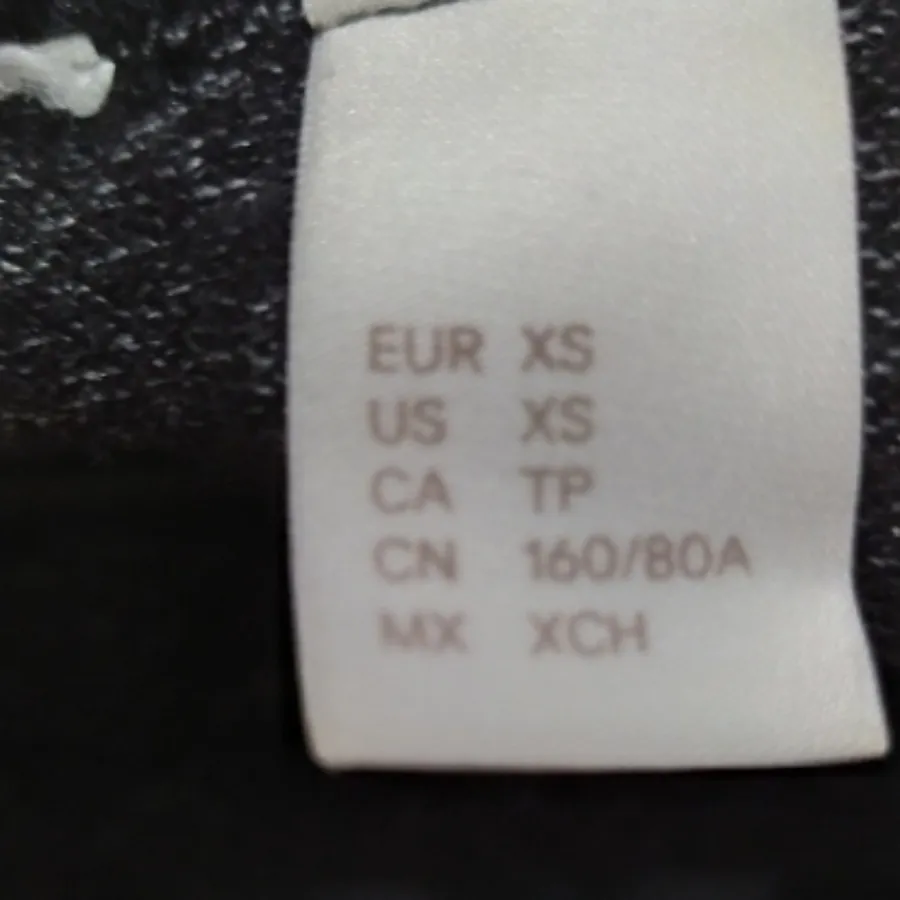 EUR XS
US XS
CA TP
CN 160/80A
MX XCH